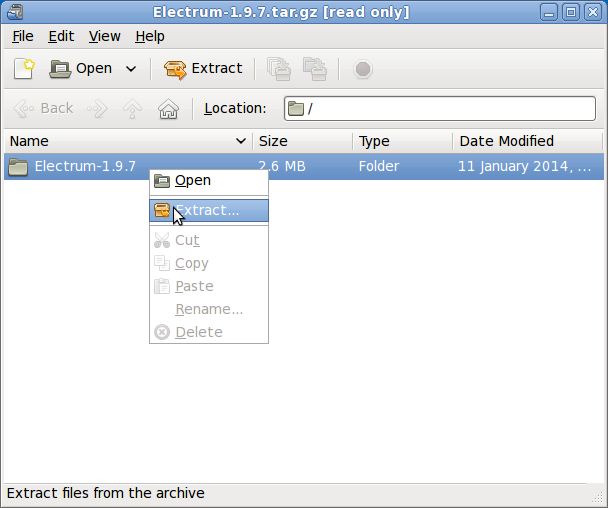 Electrum-1.9.7.tar.gz [read only]
File Edit View Help
Open Extract
Back Location: /
Name Size Type Date Modified
Electrum-1.9.7 2.6 MB Folder 11 January 2014, ...
Open
Extract...
Cut
Copy
Paste
Rename...
Delete
Extract files from the archive